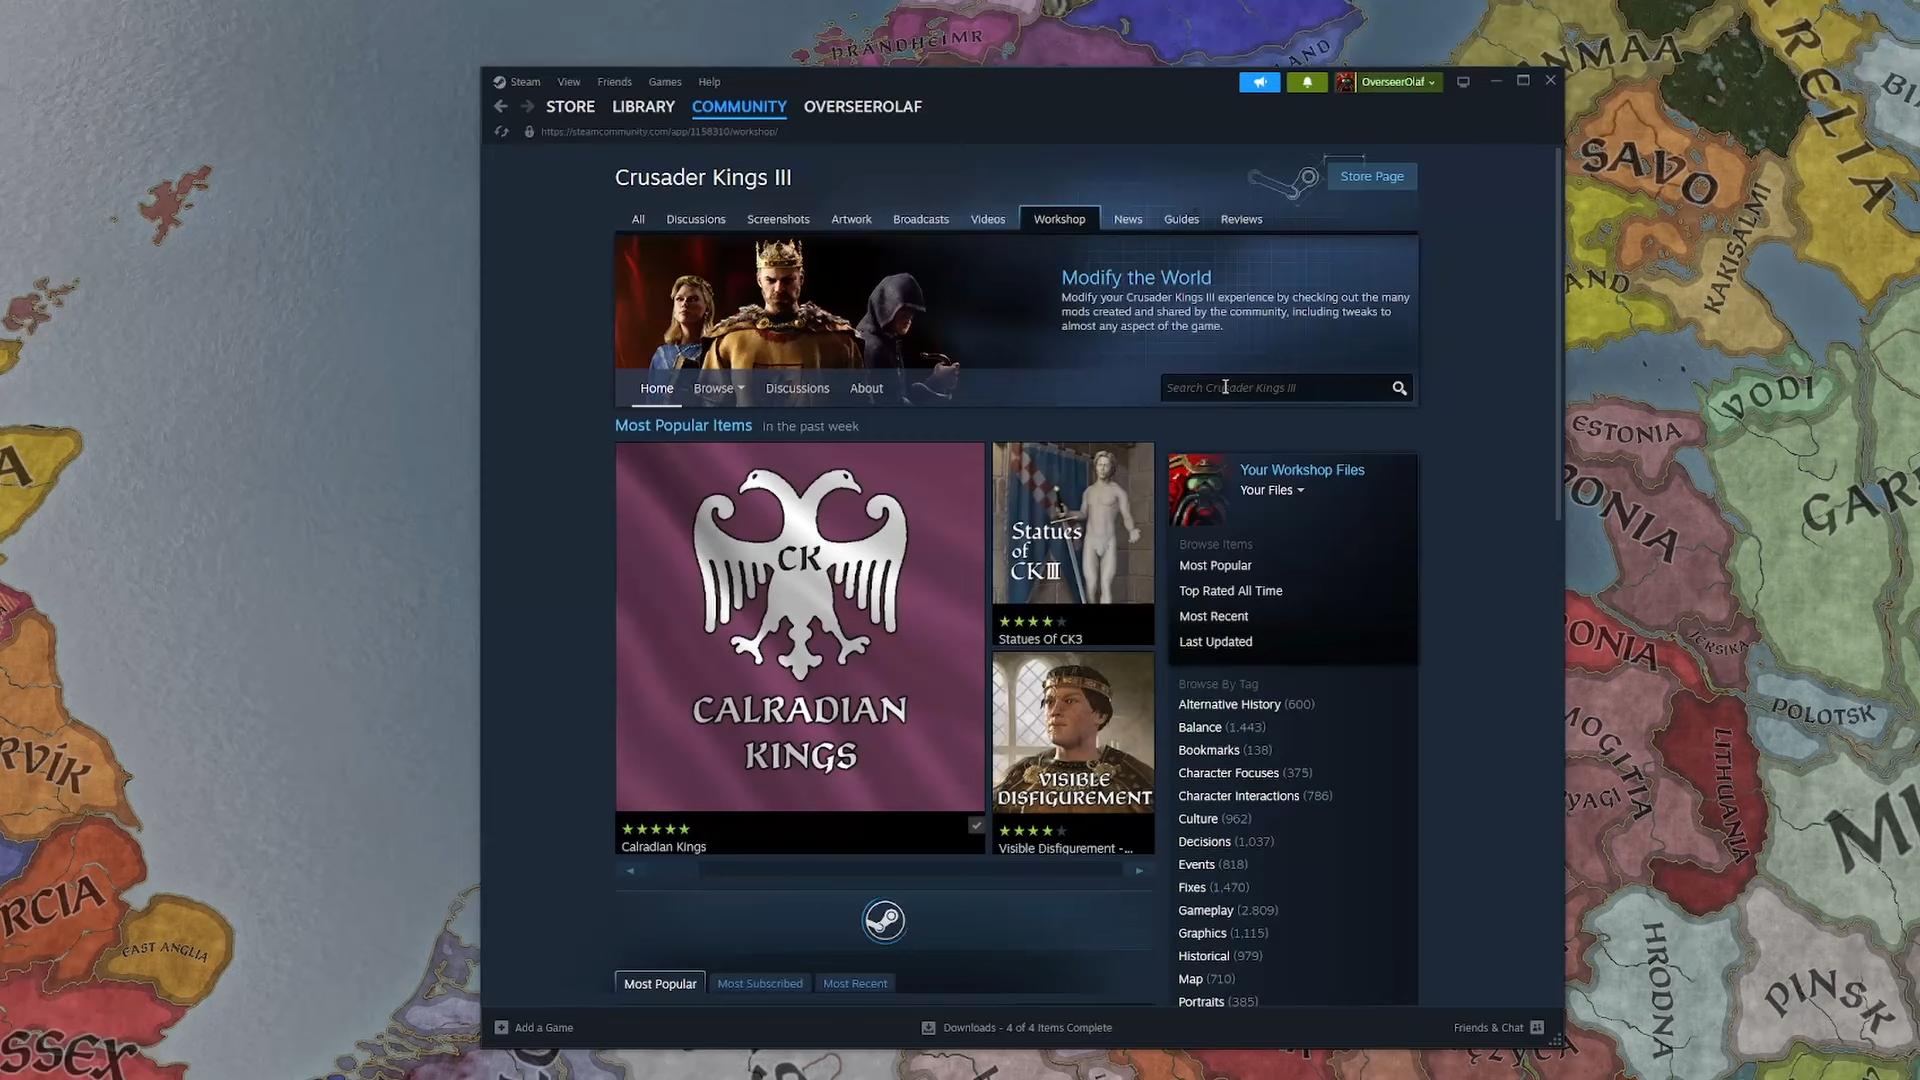 ÞRÁNDHEIMR
Steam View Friends Games Help
OverseerOlaf
STORE LIBRARY COMMUNITY OVERSEEROLAF
https://steamcommunity.com/app/1158310/workshop/
Crusader Kings III
Store Page
All Discussions Screenshots Artwork Broadcasts Videos Workshop News Guides Reviews
Modify the World
Modify your Crusader Kings III experience by checking out the many
mods created and shared by the community, including tweaks to
almost any aspect of the game.
Home Browse Discussions About
Search Crusader Kings III
Most Popular Items In the past week
CK
CALRADIAN
KINGS
Calradian Kings
Statues
of
CKIII
Statues Of CK3
VISIBLE
DISFIGUREMENT
Visible Disfigurement -...
Your Workshop Files
Your Files
Browse Items
Most Popular
Top Rated All Time
Most Recent
Last Updated
Browse By Tag
Alternative History (600)
Balance (1,443)
Bookmarks (138)
Character Focuses (375)
Character Interactions (786)
Culture (962)
Decisions (1,037)
Events (818)
Fixes (1,470)
Gameplay (2,809)
Graphics (1,115)
Historical (979)
Map (710)
Portraits (385)
Most Popular Most Subscribed Most Recent
Add a Game
Downloads - 4 of 4 Items Complete
Friends & Chat
EAST ANGLIA
SAVO
KAKISALMI
VODI
ESTONIA
JERSIKA
POLOTSK
LITHUANIA
HRODNA
PINSK